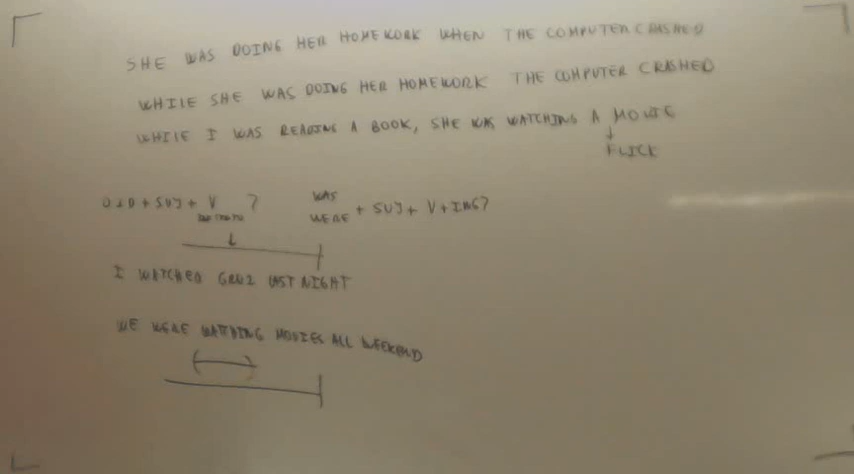 SHE WAS DOING HER HOMEWORK WHEN THE COMPUTER CRASHED
WHILE SHE WAS DOING HER HOMEWORK THE COMPUTER CRASHED
WHILE I WAS READING A BOOK, SHE WAS WATCHING A MOVIE
FLICK
DID + SUJ + V ?
WAS
WERE + SUJ + V + ING?
I WATCHED GRU2 LAST NIGHT
WE WERE WATCHING MOVIES ALL WEEKEND